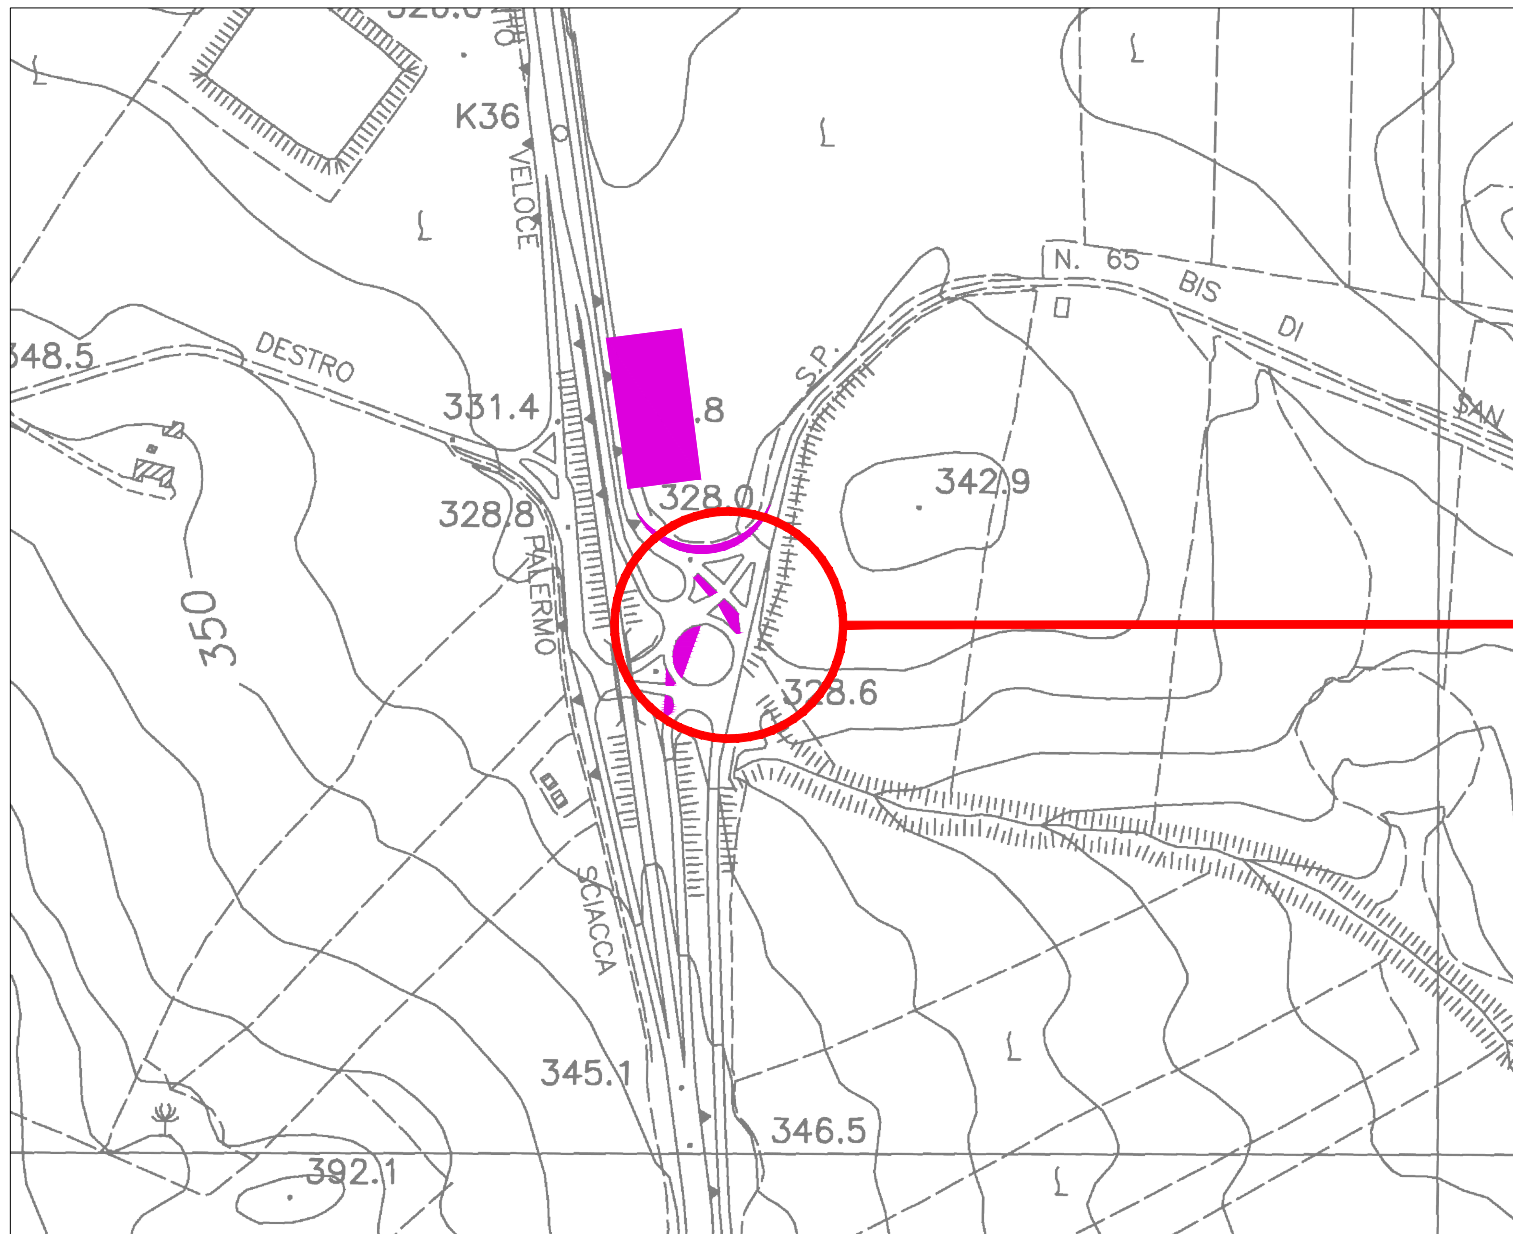 K36
VELOCE
N. 65
BIS
DI
SAN
S.P.
DESTRO
348.5
331.4
.8
328.0
342.9
328.8
PALERMO
350
328.6
SCIACCA
345.1
346.5
392.1